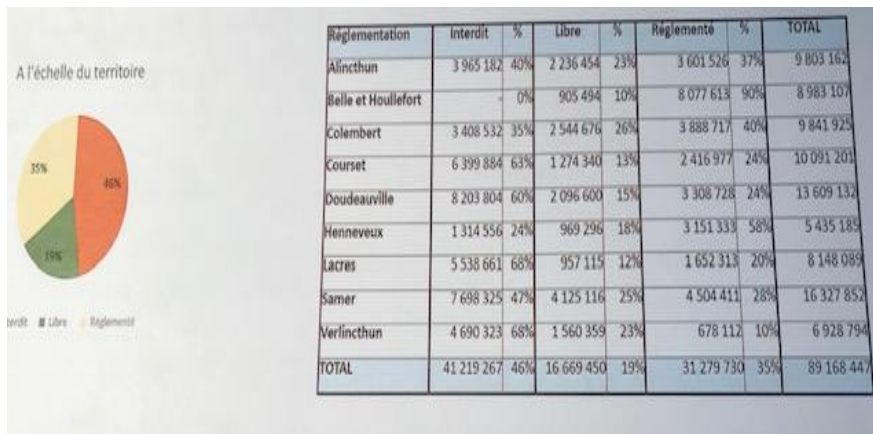 A l'échelle du territoire
35%
46%
19%
Libre Réglementé
Réglementation Interdit % Libre % Réglementé % TOTAL
Alincthun 3 965 182 40% 2 236 454 23% 3 601 526 37% 9 803 162
Belle et Houllefort - 0% 905 494 10% 8 077 613 90% 8 983 107
Colembert 3 408 532 35% 2 544 676 26% 3 888 717 40% 9 841 925
Courset 6 399 884 63% 1 274 340 13% 2 416 977 24% 10 091 201
Doudeauville 8 203 804 60% 2 096 600 15% 3 308 728 24% 13 609 132
Henneveux 1 314 556 24% 969 296 18% 3 151 333 58% 5 435 185
Lacres 5 538 661 68% 957 115 12% 1 652 313 20% 8 148 089
Samer 7 698 325 47% 4 125 116 25% 4 504 411 28% 16 327 852
Verlincthun 4 690 323 68% 1 560 359 23% 678 112 10% 6 928 794
TOTAL 41 219 267 46% 16 669 450 19% 31 279 730 35% 89 168 447